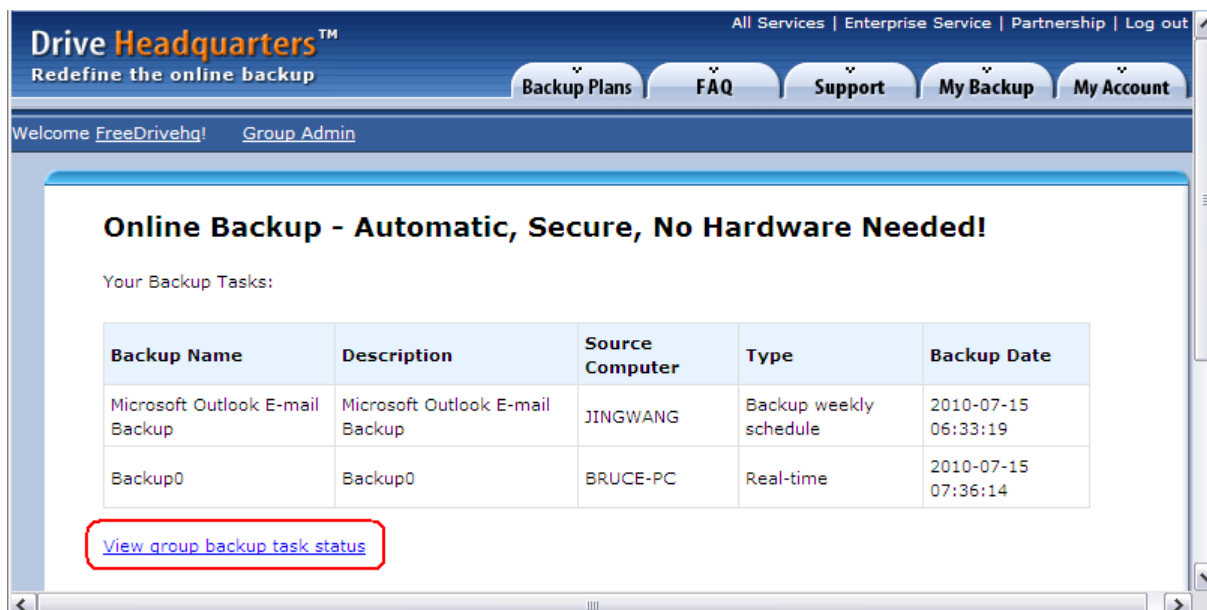 All Services | Enterprise Service | Partnership | Log out
Drive Headquarters™
Redefine the online backup
Backup Plans
FAQ
Support
My Backup
My Account
Welcome FreeDrivehq! Group Admin
Online Backup - Automatic, Secure, No Hardware Needed!
Your Backup Tasks:
Backup Name
Description
Source
Computer
Type
Backup Date
Microsoft Outlook E-mail
Backup
Microsoft Outlook E-mail
Backup
JINGWANG
Backup weekly
schedule
2010-07-15
06:33:19
Backup0
Backup0
BRUCE-PC
Real-time
2010-07-15
07:36:14
View group backup task status